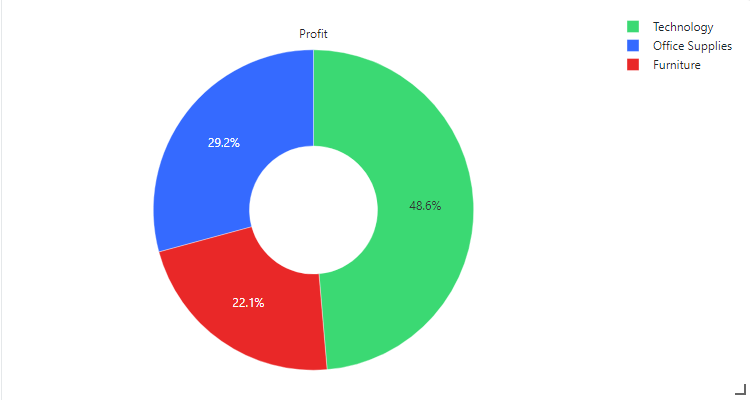 Profit
Technology
Office Supplies
Furniture
29.2%
48.6%
22.1%